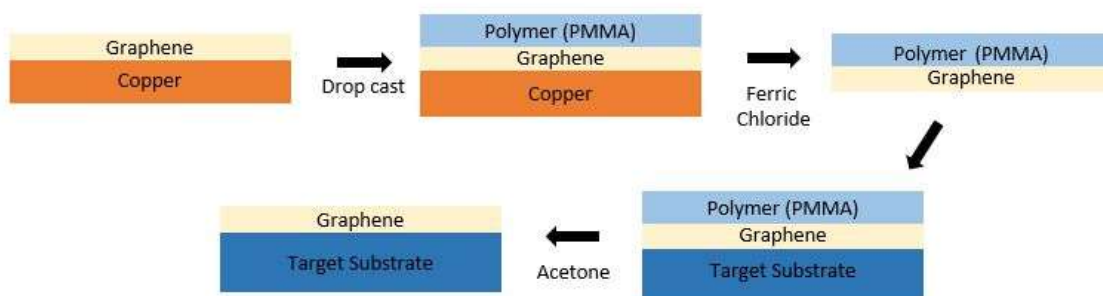 Graphene
Copper
Drop cast
Polymer (PMMA)
Graphene
Copper
Ferric
Chloride
Polymer (PMMA)
Graphene
Polymer (PMMA)
Graphene
Target Substrate
Acetone
Graphene
Target Substrate